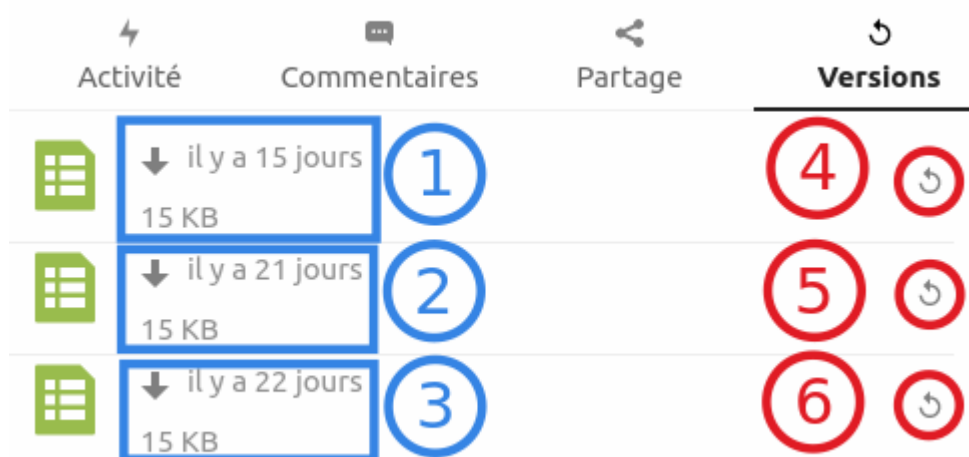 Activité Commentaires Partage Versions
il y a 15 jours 1 4
15 KB
il y a 21 jours 2 5
15 KB
il y a 22 jours 3 6
15 KB